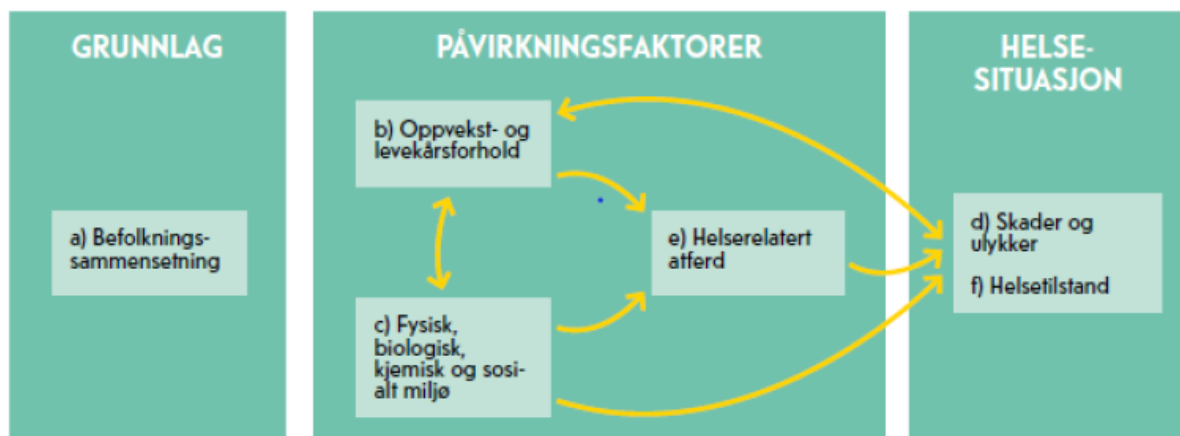 GRUNNLAG
a) Befolknings-
sammensetning
PÅVIRKNINGSFAKTORER
b) Oppvekst- og
levekårsforhold
c) Fysisk,
biologisk,
kjemisk og sosi-
alt miljø
e) Helserelatert
atferd
HELSE-
SITUASJON
d) Skader og
ulykker
f) Helsetilstand